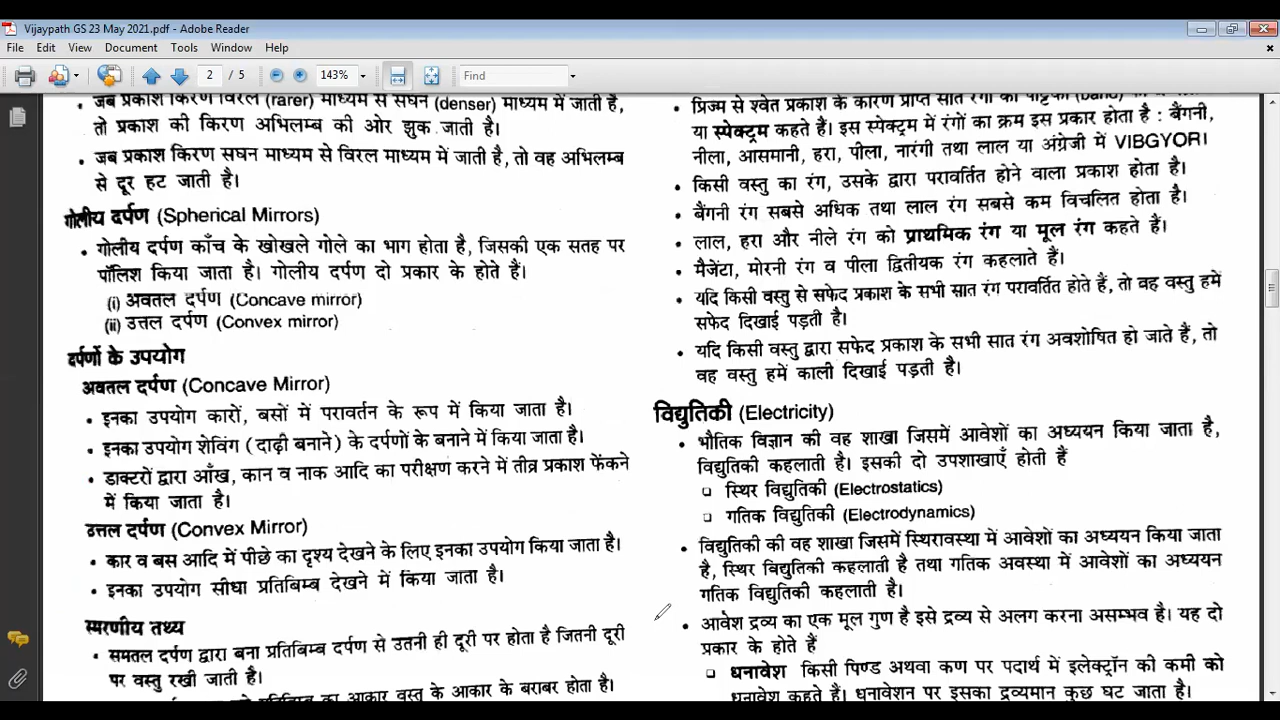 Vijaypath GS 23 May 2021.pdf - Adobe Reader
File Edit View Document Tools Window Help
2 / 5 143% Find
जब प्रकाश किरण विरल (rarer) माध्यम से सघन (denser) माध्यम में जाती है,
तो प्रकाश की किरण अभिलम्ब की ओर झुक जाती है।
जब प्रकाश किरण सघन माध्यम से विरल माध्यम में जाती है, तो वह अभिलम्ब
से दूर हट जाती है।
गोलीय दर्पण (Spherical Mirrors)
गोलीय दर्पण काँच के खोखले गोले का भाग होता है, जिसकी एक सतह पर
पॉलिश किया जाता है। गोलीय दर्पण दो प्रकार के होते हैं।
(i) अवतल दर्पण (Concave mirror)
(ii) उत्तल दर्पण (Convex mirror)
दर्पणों के उपयोग
अवतल दर्पण (Concave Mirror)
इनका उपयोग कारों, बसों में परावर्तन के रूप में किया जाता है।
इनका उपयोग शेविंग (दाढ़ी बनाने) के दर्पणों के बनाने में किया जाता है।
डाक्टरों द्वारा आँख, कान व नाक आदि का परीक्षण करने में तीव्र प्रकाश फेंकने
में किया जाता है।
उत्तल दर्पण (Convex Mirror)
कार व बस आदि में पीछे का दृश्य देखने के लिए इनका उपयोग किया जाता है।
इनका उपयोग सीधा प्रतिबिम्ब देखने में किया जाता है।
स्मरणीय तथ्य
समतल दर्पण द्वारा बना प्रतिबिम्ब दर्पण से उतनी ही दूरी पर होता है जितनी दूरी
पर वस्तु रखी जाती है।
का आकार वस्तु के आकार के बराबर होता है।
प्रिज्म से श्वेत प्रकाश के कारण प्राप्त सात रंगों की (band)
या स्पेक्ट्रम कहते हैं। इस स्पेक्ट्रम में रंगों का क्रम इस प्रकार होता है : बैंगनी,
नीला, आसमानी, हरा, पीला, नारंगी तथा लाल या अंग्रेजी में VIBGYOR।
किसी वस्तु का रंग, उसके द्वारा परावर्तित होने वाला प्रकाश होता है।
बैंगनी रंग सबसे अधिक तथा लाल रंग सबसे कम विचलित होता है।
लाल, हरा और नीले रंग को प्राथमिक रंग या मूल रंग कहते हैं।
मैजेंटा, मोरनी रंग व पीला द्वितीयक रंग कहलाते हैं।
यदि किसी वस्तु से सफेद प्रकाश के सभी सात रंग परावर्तित होते हैं, तो वह वस्तु हमें
सफेद दिखाई पड़ती है।
यदि किसी वस्तु द्वारा सफेद प्रकाश के सभी सात रंग अवशोषित हो जाते हैं, तो
वह वस्तु हमें काली दिखाई पड़ती है।
विद्युतिकी (Electricity)
भौतिक विज्ञान की वह शाखा जिसमें आवेशों का अध्ययन किया जाता है,
विद्युतिकी कहलाती है। इसकी दो उपशाखाएँ होती हैं
स्थिर विद्युतिकी (Electrostatics)
गतिक विद्युतिकी (Electrodynamics)
विद्युतिकी की वह शाखा जिसमें स्थिरावस्था में आवेशों का अध्ययन किया जाता
है, स्थिर विद्युतिकी कहलाती है तथा गतिक अवस्था में आवेशों का अध्ययन
गतिक विद्युतिकी कहलाती है।
आवेश द्रव्य का एक मूल गुण है इसे द्रव्य से अलग करना असम्भव है। यह दो
प्रकार के होते हैं
धनावेश किसी पिण्ड अथवा कण पर पदार्थ में इलेक्ट्रॉन की कमी को
धनावेश कहते हैं। धनावेशन पर इसका द्रव्यमान कुछ घट जाता है।